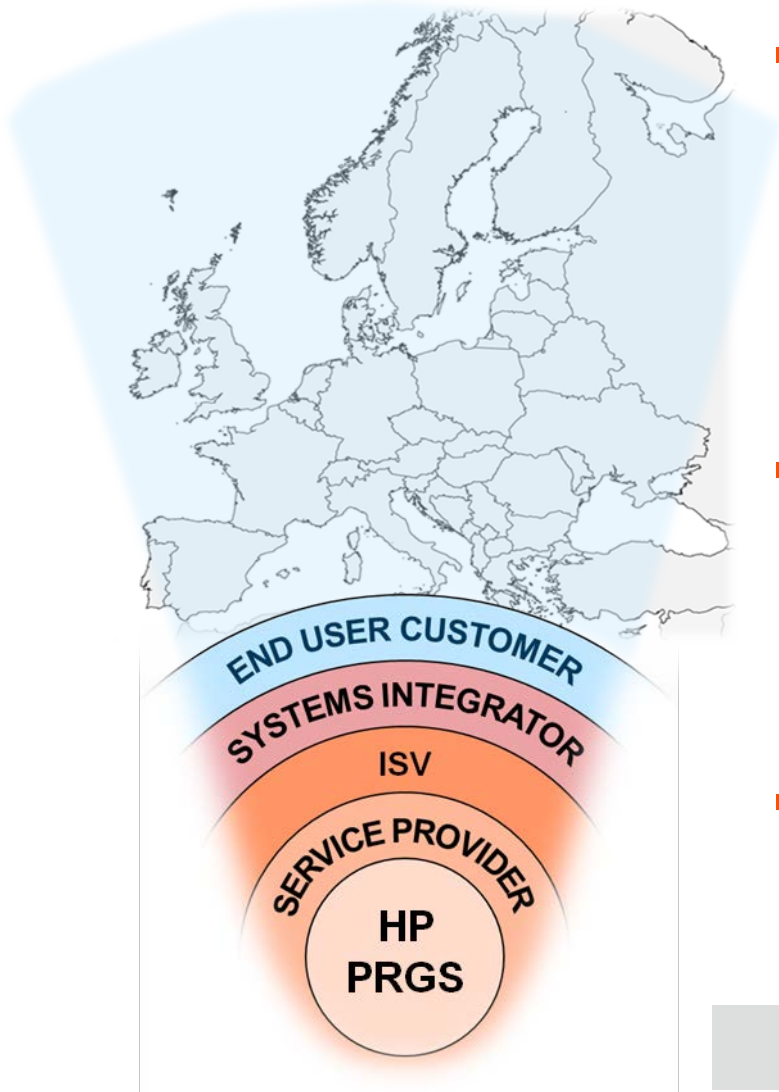 END USER CUSTOMER
SYSTEMS INTEGRATOR
ISV
SERVICE PROVIDER
HP
PRGS